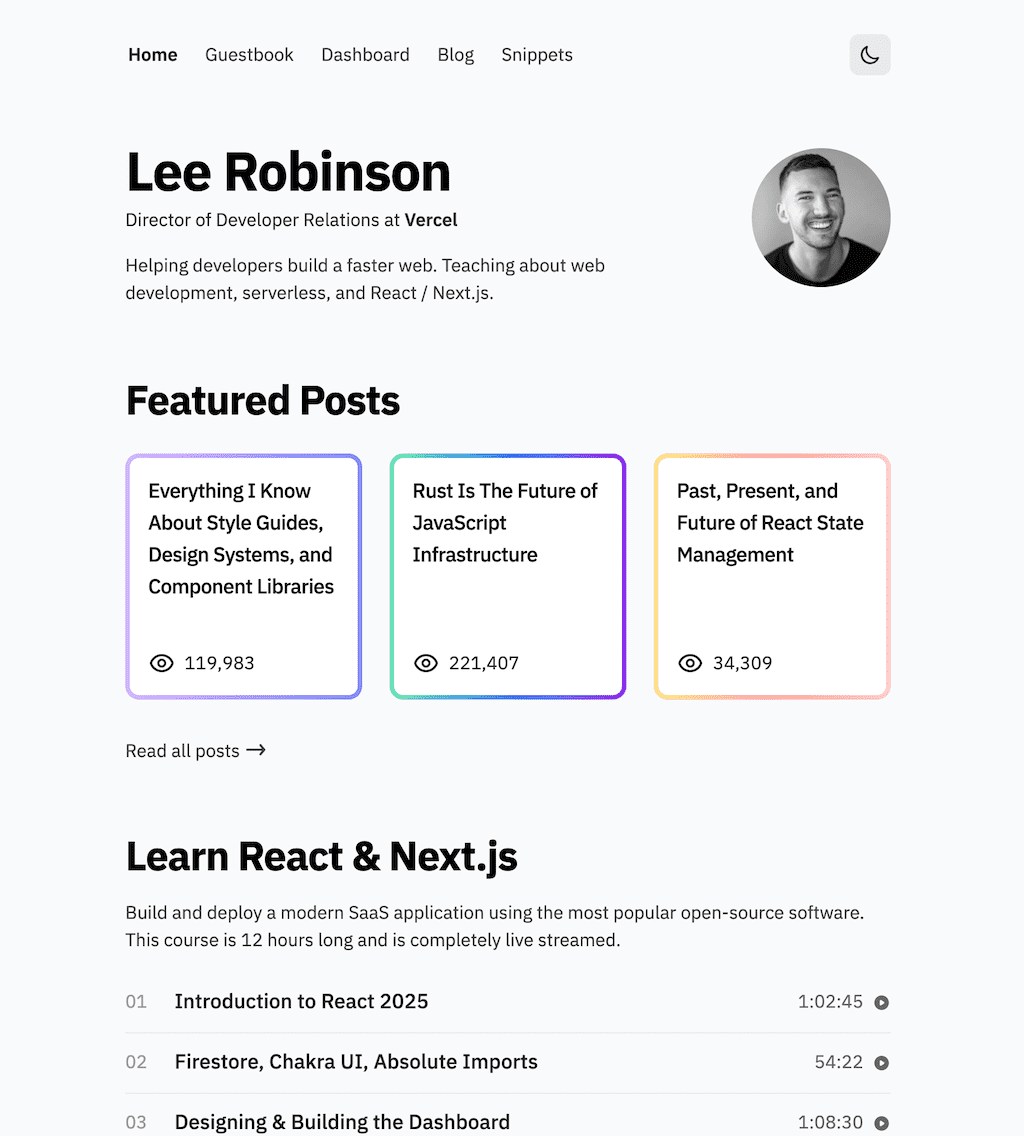 Home Guestbook Dashboard Blog Snippets
Lee Robinson
Director of Developer Relations at Vercel
Helping developers build a faster web. Teaching about web
development, serverless, and React / Next.js.
Featured Posts
Everything I Know
About Style Guides,
Design Systems, and
Component Libraries
119,983
Rust Is The Future of
JavaScript
Infrastructure
221,407
Past, Present, and
Future of React State
Management
34,309
Read all posts →
Learn React & Next.js
Build and deploy a modern SaaS application using the most popular open-source software.
This course is 12 hours long and is completely live streamed.
01 Introduction to React 2025 1:02:45
02 Firestore, Chakra UI, Absolute Imports 54:22
03 Designing & Building the Dashboard 1:08:30